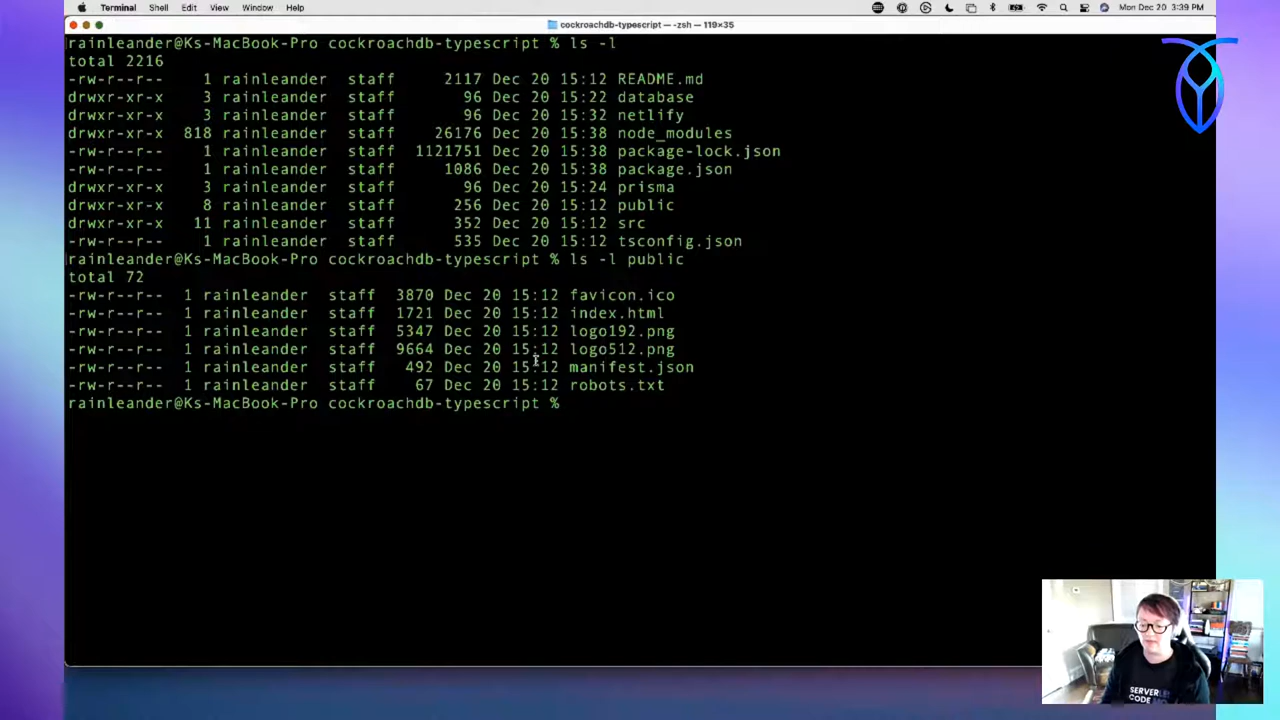 Terminal Shell Edit View Window Help Mon Dec 20 3:39 PM
cockroachdb-typescript — -zsh — 119×35
rainleander@Ks-MacBook-Pro cockroachdb-typescript % ls -l
total 2216
-rw-r--r-- 1 rainleander staff 2117 Dec 20 15:12 README.md
drwxr-xr-x 3 rainleander staff 96 Dec 20 15:22 database
drwxr-xr-x 3 rainleander staff 96 Dec 20 15:32 netlify
drwxr-xr-x 818 rainleander staff 26176 Dec 20 15:38 node_modules
-rw-r--r-- 1 rainleander staff 1121751 Dec 20 15:38 package-lock.json
-rw-r--r-- 1 rainleander staff 1086 Dec 20 15:38 package.json
drwxr-xr-x 3 rainleander staff 96 Dec 20 15:24 prisma
drwxr-xr-x 8 rainleander staff 256 Dec 20 15:12 public
drwxr-xr-x 11 rainleander staff 352 Dec 20 15:12 src
-rw-r--r-- 1 rainleander staff 535 Dec 20 15:12 tsconfig.json
rainleander@Ks-MacBook-Pro cockroachdb-typescript % ls -l public
total 72
-rw-r--r-- 1 rainleander staff 3870 Dec 20 15:12 favicon.ico
-rw-r--r-- 1 rainleander staff 1721 Dec 20 15:12 index.html
-rw-r--r-- 1 rainleander staff 5347 Dec 20 15:12 logo192.png
-rw-r--r-- 1 rainleander staff 9664 Dec 20 15:12 logo512.png
-rw-r--r-- 1 rainleander staff 492 Dec 20 15:12 manifest.json
-rw-r--r-- 1 rainleander staff 67 Dec 20 15:12 robots.txt
rainleander@Ks-MacBook-Pro cockroachdb-typescript %
CODE